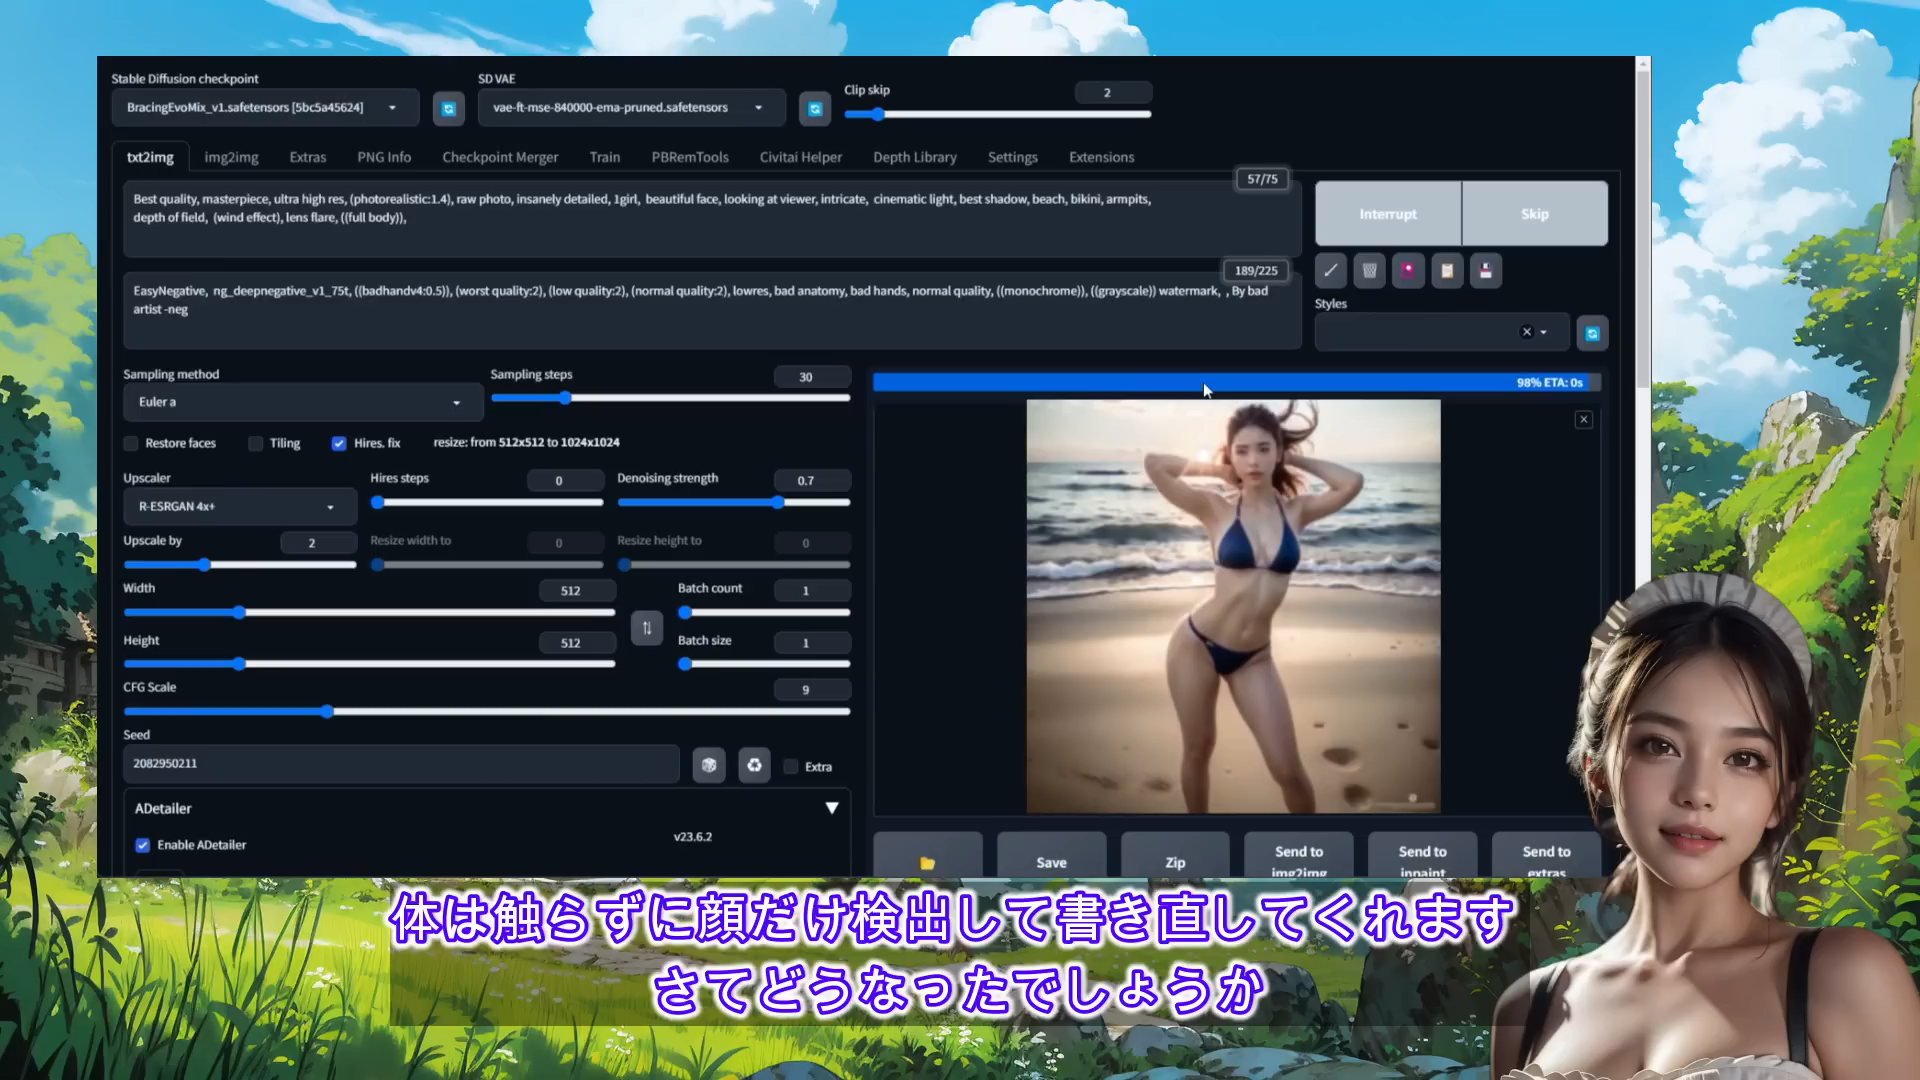 Stable Diffusion checkpoint
SD VAE
Clip skip
2
BracingEvoMix_v1.safetensors [5bc5a45624]
vae-ft-mse-840000-ema-pruned.safetensors
txt2img img2img Extras PNG Info Checkpoint Merger Train PBRemTools Civitai Helper Depth Library Settings Extensions
57/75
Best quality, masterpiece, ultra high res, (photorealistic:1.4), raw photo, insanely detailed, 1girl, beautiful face, looking at viewer, intricate, cinematic light, best shadow, beach, bikini, armpits,
depth of field, (wind effect), lens flare, ((full body)),
Interrupt
Skip
189/225
EasyNegative, ng_deepnegative_v1_75t, ((badhandv4:0.5)), (worst quality:2), (low quality:2), (normal quality:2), lowres, bad anatomy, bad hands, normal quality, ((monochrome)), ((grayscale)) watermark, , By bad
artist -neg
Styles
Sampling method
Euler a
Sampling steps
30
98% ETA: 0s
Restore faces
Tiling
Hires. fix
resize: from 512x512 to 1024x1024
Upscaler
R-ESRGAN 4x+
Hires steps
0
Denoising strength
0.7
Upscale by
2
Resize width to
0
Resize height to
0
Width
512
Batch count
1
Height
512
Batch size
1
CFG Scale
9
Seed
2082950211
Extra
ADetailer
Enable ADetailer
v23.6.2
Save
Zip
Send to
img2img
Send to
inpaint
Send to
extras
体は触らずに顔だけ検出して書き直してくれます
さてどうなったでしょうか